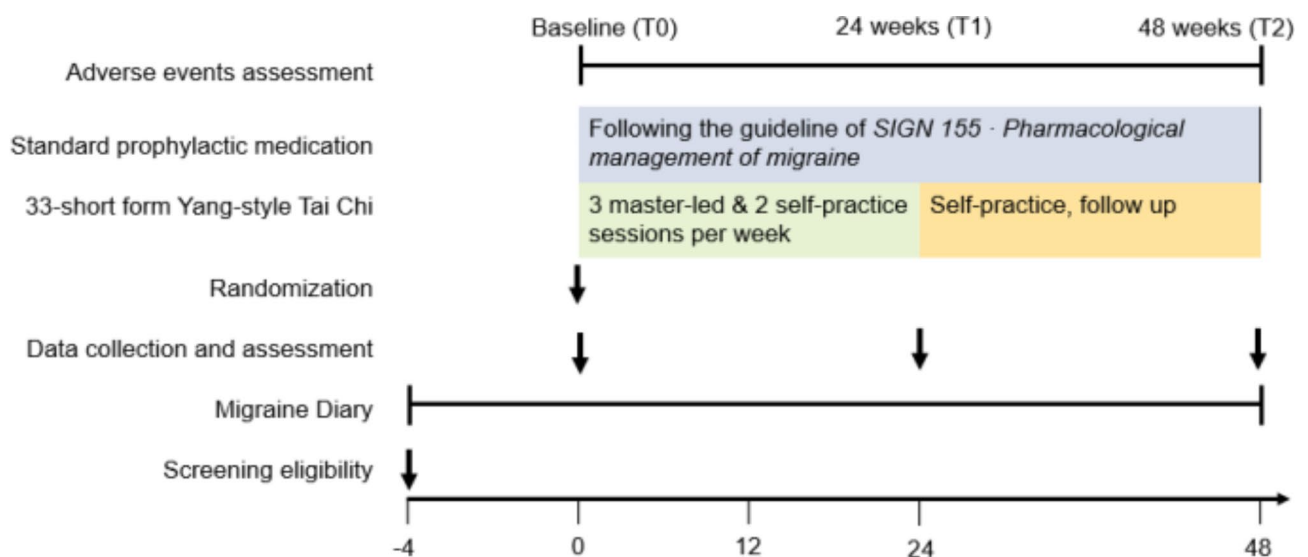 Baseline (T0) 24 weeks (T1) 48 weeks (T2)
Adverse events assessment
Standard prophylactic medication
Following the guideline of SIGN 155 · Pharmacological
management of migraine
33-short form Yang-style Tai Chi
3 master-led & 2 self-practice
sessions per week
Self-practice, follow up
Randomization
Data collection and assessment
Migraine Diary
Screening eligibility
-4 0 12 24 48